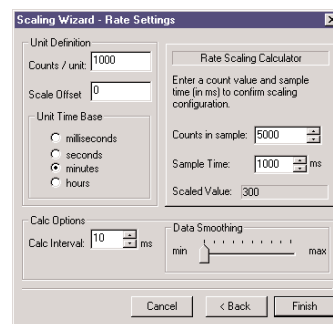 Scaling Wizard - Rate Settings
Unit Definition
Counts / unit: 1000
Scale Offset 0
Unit Time Base
milliseconds
seconds
minutes
hours
Rate Scaling Calculator
Enter a count value and sample
time (in ms) to confirm scaling
configuration.
Counts in sample: 5000
Sample Time: 1000 ms
Scaled Value: 300
Calc Options
Calc Interval: 10 ms
Data Smoothing
min max
Cancel < Back Finish